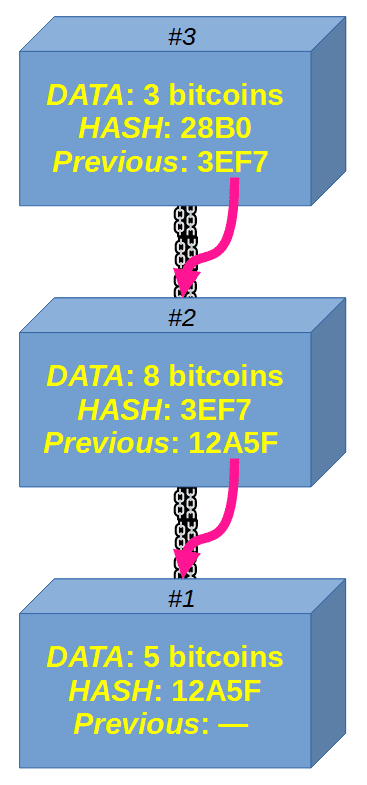 #3
DATA: 3 bitcoins
HASH: 28B0
Previous: 3EF7
#2
DATA: 8 bitcoins
HASH: 3EF7
Previous: 12A5F
#1
DATA: 5 bitcoins
HASH: 12A5F
Previous: —